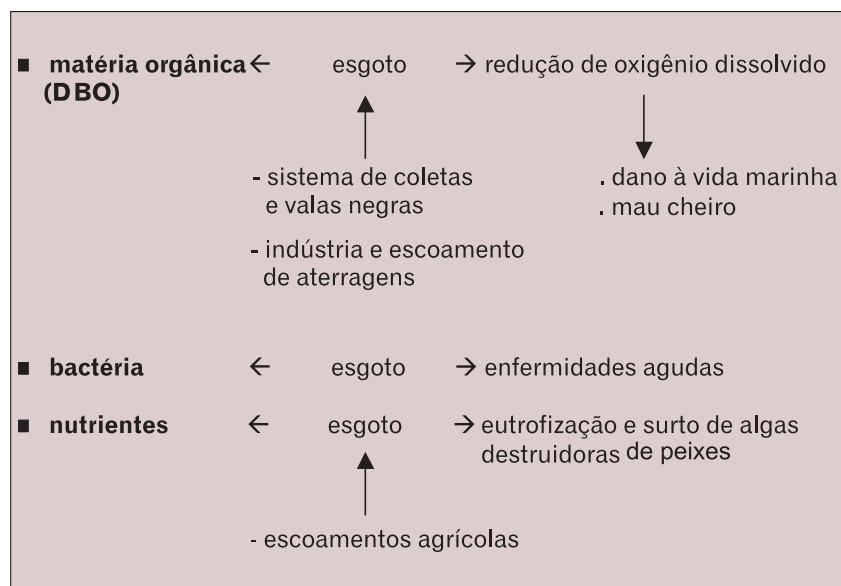 ■ matéria orgânica ← esgoto → redução de oxigênio dissolvido
(DBO)
- sistema de coletas
e valas negras
. dano à vida marinha
. mau cheiro
- indústria e escoamento
de aterragens
■ bactéria ← esgoto → enfermidades agudas
■ nutrientes ← esgoto → eutrofização e surto de algas
destruidoras de peixes
- escoamentos agrícolas